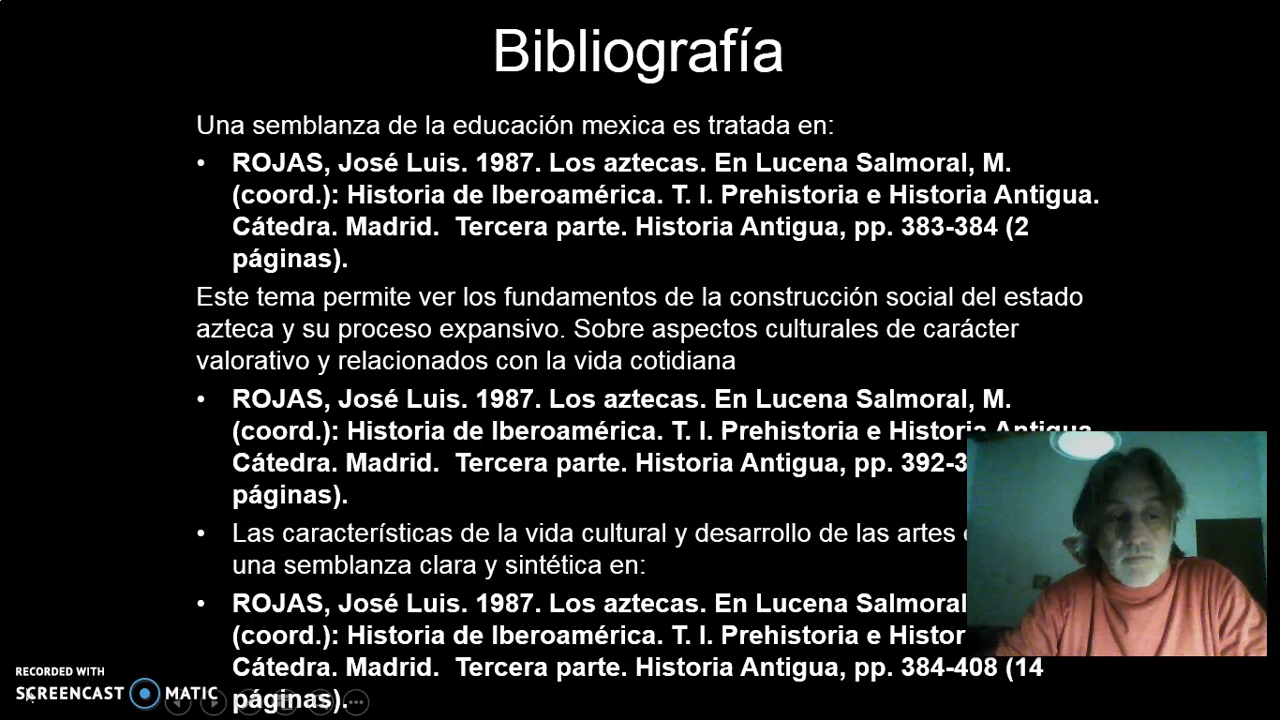 Bibliografía
Una semblanza de la educación mexica es tratada en:
• ROJAS, José Luis. 1987. Los aztecas. En Lucena Salmoral, M.
(coord.): Historia de Iberoamérica. T. I. Prehistoria e Historia Antigua.
Cátedra. Madrid. Tercera parte. Historia Antigua, pp. 383-384 (2
páginas).
Este tema permite ver los fundamentos de la construcción social del estado
azteca y su proceso expansivo. Sobre aspectos culturales de carácter
valorativo y relacionados con la vida cotidiana
• ROJAS, José Luis. 1987. Los aztecas. En Lucena Salmoral, M.
(coord.): Historia de Iberoamérica. T. I. Prehistoria e Historia Antigua.
Cátedra. Madrid. Tercera parte. Historia Antigua, pp. 392-
páginas).
• Las características de la vida cultural y desarrollo de las artes
una semblanza clara y sintética en:
• ROJAS, José Luis. 1987. Los aztecas. En Lucena Salmoral
(coord.): Historia de Iberoamérica. T. I. Prehistoria e Histor
Cátedra. Madrid. Tercera parte. Historia Antigua, pp. 384-408 (14
páginas).
RECORDED WITH
SCREENCAST MATIC